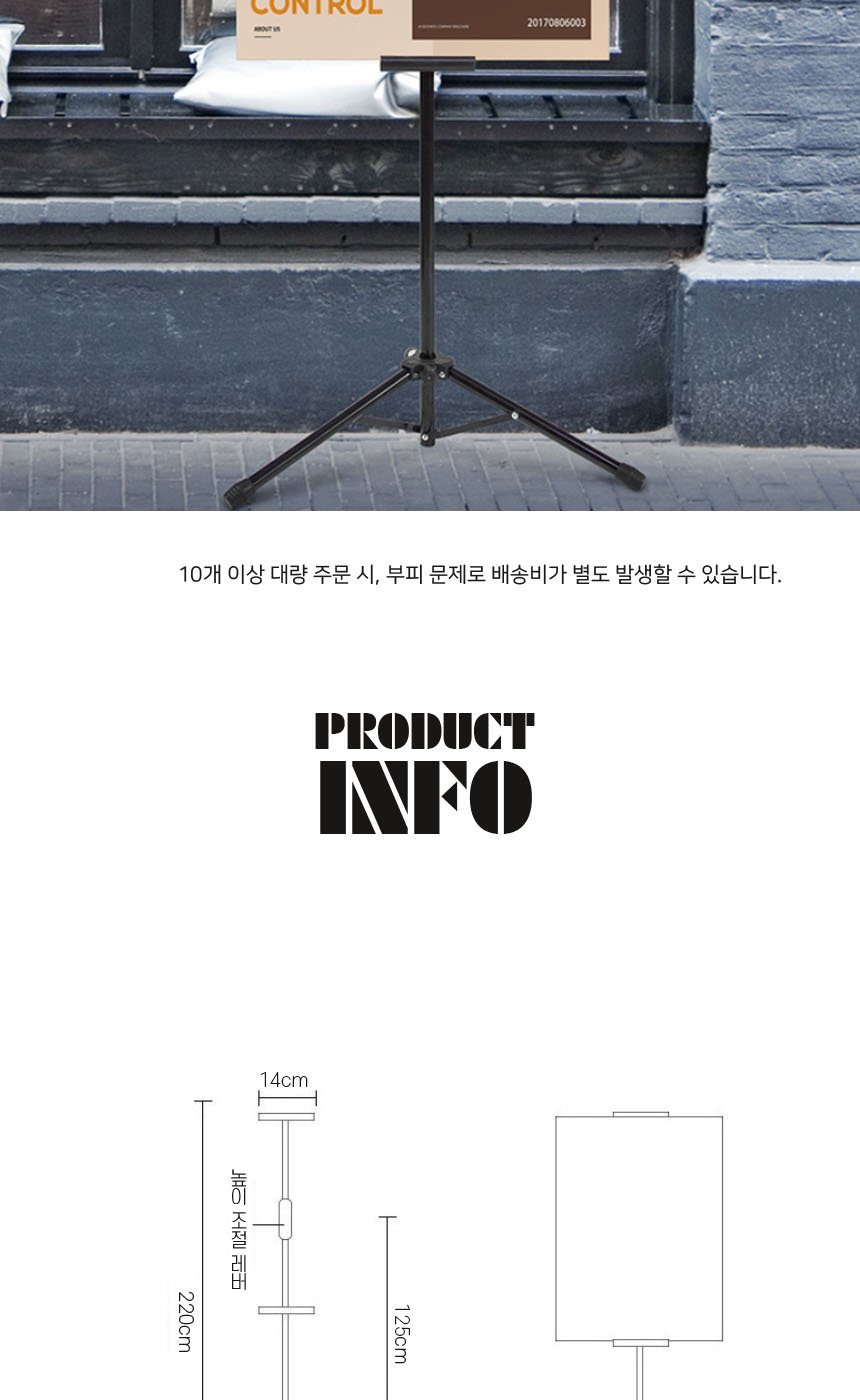 CONTROL
ABOUT US
20170806003
10개 이상 대량 주문 시, 부피 문제로 배송비가 별도 발생할 수 있습니다.
PRODUCT
INFO
14cm
높이 조절 레버
220cm
125cm